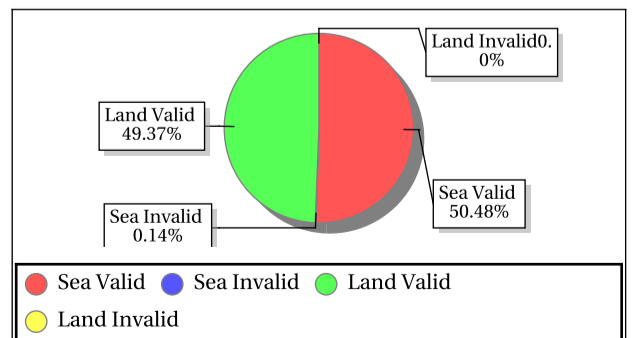 Land Invalid0.
0%
Land Valid
49.37%
Sea Valid
50.48%
Sea Invalid
0.14%
Sea Valid Sea Invalid Land Valid
Land Invalid